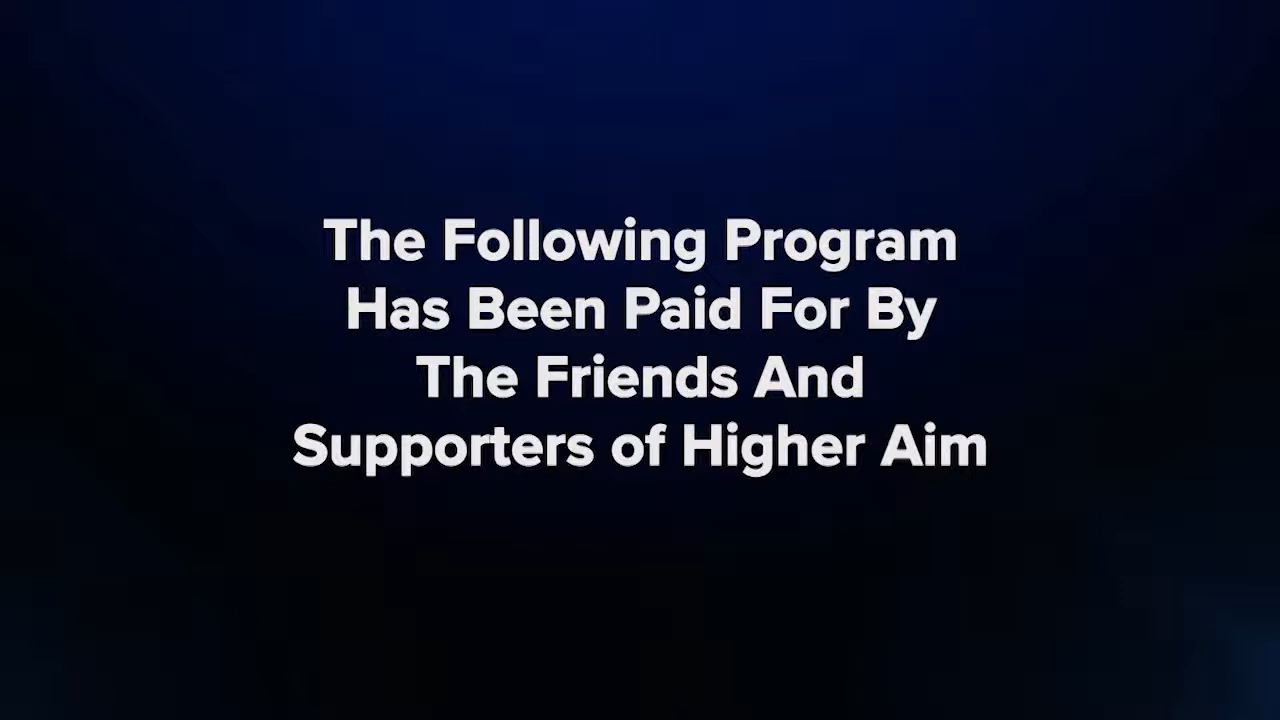 The Following Program
Has Been Paid For By
The Friends And
Supporters of Higher Aim